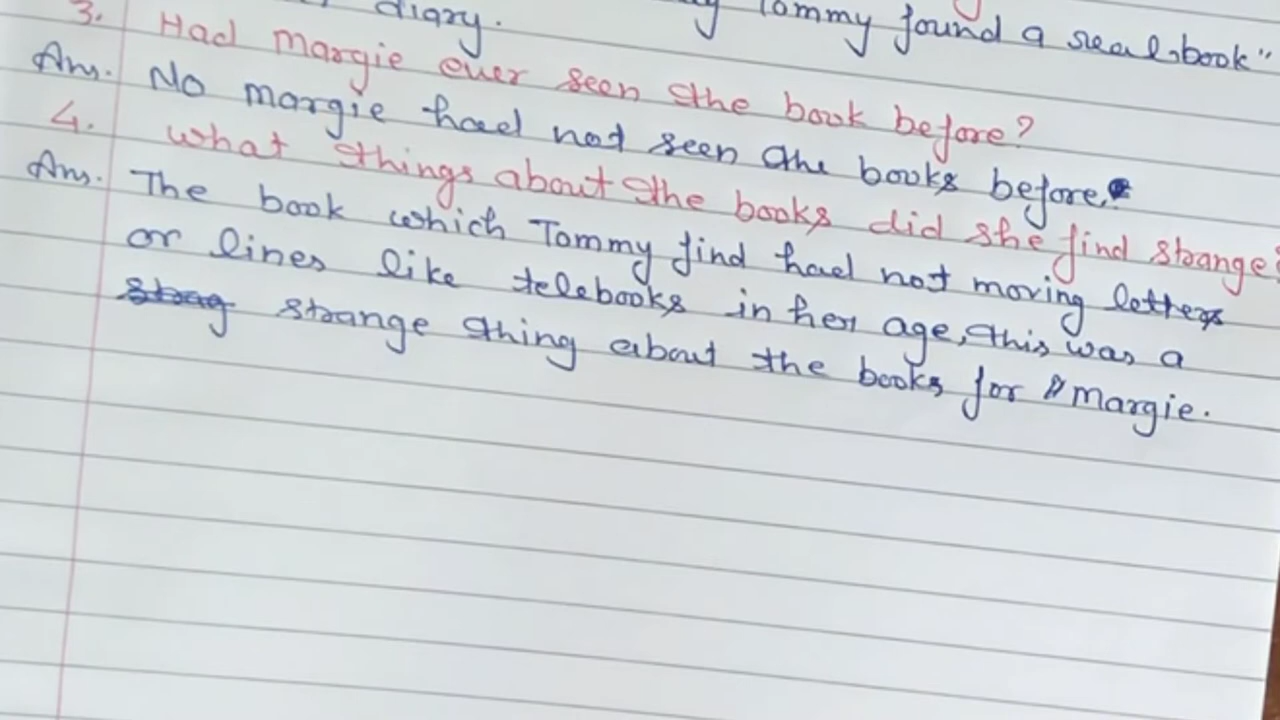 diary. Tommy found a real book"
3. Had Margie ever seen the book before?
Ans. No margie had not seen the books before.
4. what things about the books did she find strange?
Ans. The book which Tommy find had not moving letters
or lines like telebooks in her age, this was a
strang strange thing about the books for Margie.